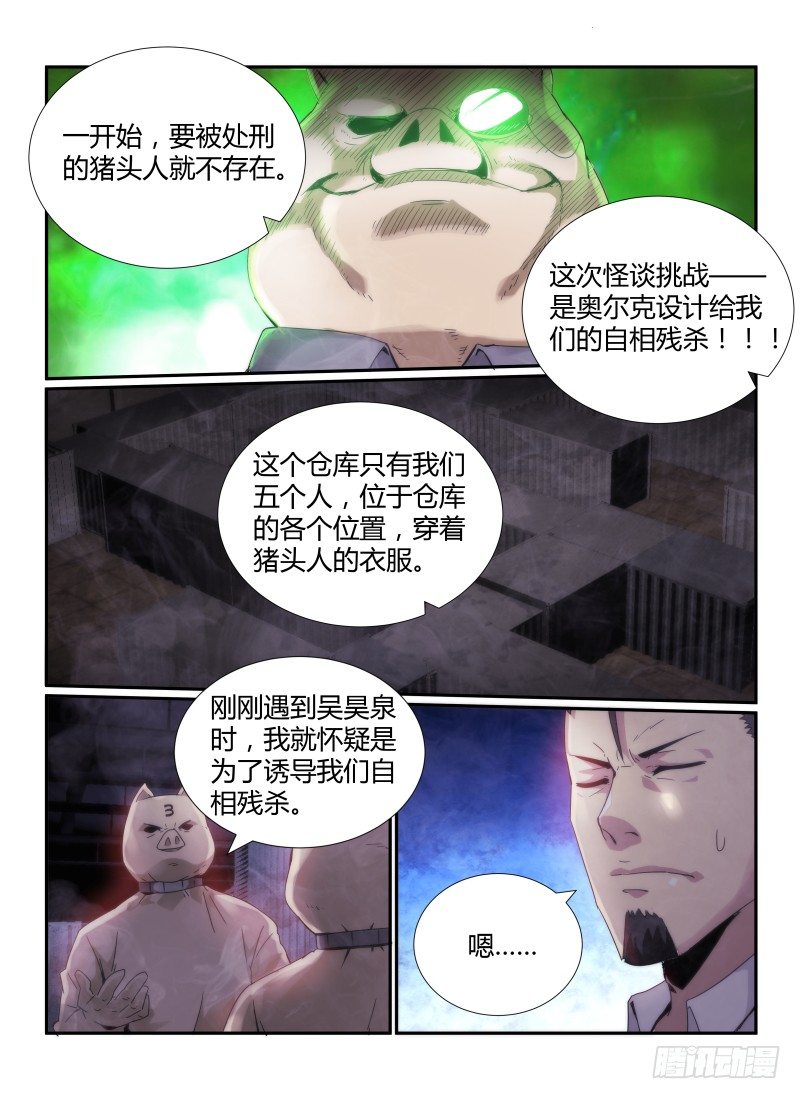 一开始，要被处刑
的猪头人就不存在。
这次怪谈挑战——
是奥尔克设计给我
们的自相残杀！！！
这个仓库只有我们
五个人，位于仓库
的各个位置，穿着
猪头人的衣服。
刚刚遇到吴昊泉
时，我就怀疑是
为了诱导我们自
相残杀。
3
嗯……
腾讯动漫